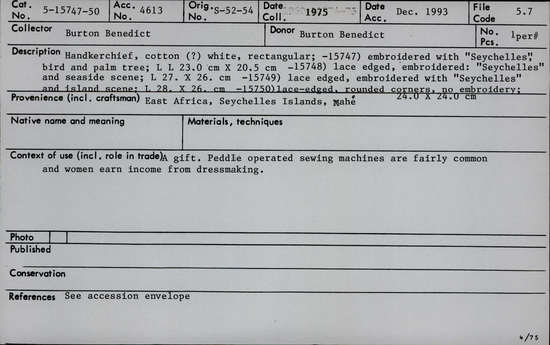 Cat. No. 5-15747-50 Acc. No. 4613 Orig. No. S-52-54 Date Coll. 1975 Date Acc. Dec. 1993 File Code 5.7
Collector Burton Benedict Donor Burton Benedict No. Pcs. 1per#
Description Handkerchief, cotton (?) white, rectangular; -15747) embroidered with "Seychelles",
bird and palm tree; L L 23.0 cm X 20.5 cm -15748) lace edged, embroidered: "Seychelles"
and seaside scene; L 27. X 26. cm -15749) lace edged, embroidered with "Seychelles"
and island scene; L 28. X 26. cm -15750) lace-edged, rounded corners, no embroidery;
24.0 X 24.0 cm
Provenience (incl. craftsman) East Africa, Seychelles Islands, Mahé
Native name and meaning Materials, techniques
Context of use (incl. role in trade) A gift. Peddle operated sewing machines are fairly common
and women earn income from dressmaking.
Photo
Published
Conservation
References See accession envelope
4/75